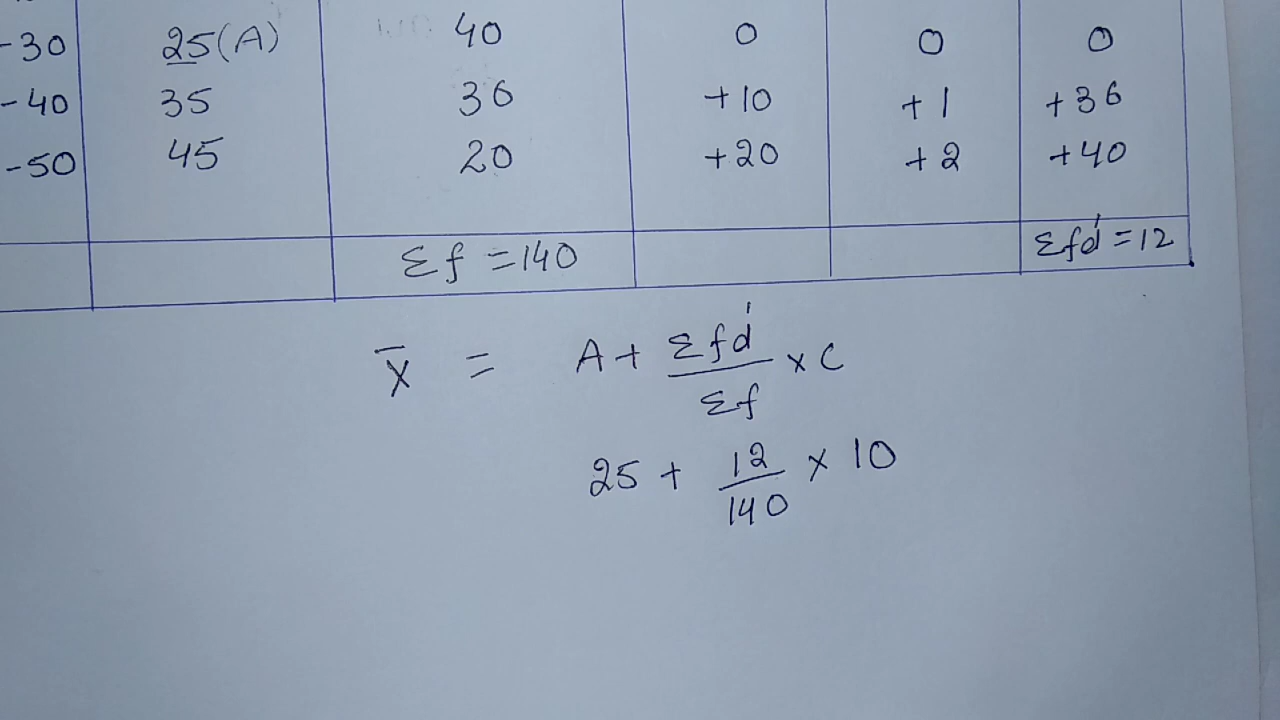 -30 25(A) 40 0 0 0
-40 35 36 +10 +1 +36
-50 45 20 +20 +2 +40
Σf = 140 Σfd' = 12
X̄ = A + Σfd'/Σf × C
25 + 12/140 × 10